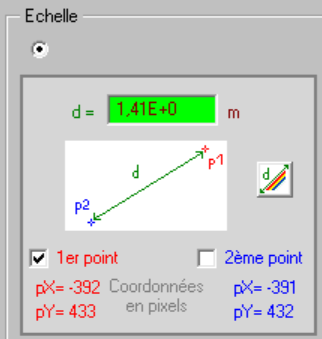 Echelle
d = 1,41E+0 m
d
p1
p2
d
1er point 2ème point
pX= -392 Coordonnées pX= -391
pY= 433 en pixels pY= 432